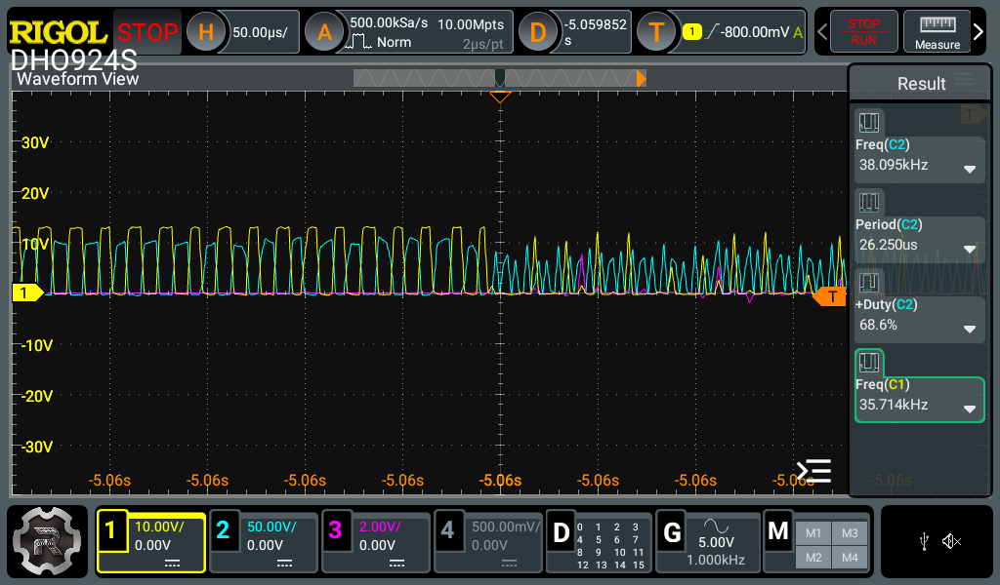 RIGOL STOP H 50.00µs/ A 500.00kSa/s 10.00Mpts Norm 2µs/pt D -5.059852 s T 1 -800.00mV A STOP RUN Measure
DHO924S
Waveform View
Result
30V
20V
10V
1
-10V
-20V
-30V
T
T
Freq(C2)
38.095kHz
Period(C2)
26.250us
+Duty(C2)
68.6%
Freq(C1)
35.714kHz
-5.06s -5.06s -5.06s -5.06s -5.06s -5.06s -5.06s -5.06s -5.06s
1 10.00V/ 2 50.00V/ 3 2.00V/ 4 500.00mV/ D 0 1 2 3 G M M1 M3
0.00V 0.00V 0.00V 0.00V 4 5 6 7 5.00V M2 M4
8 9 10 11 1.000kHz
12 13 14 15
R